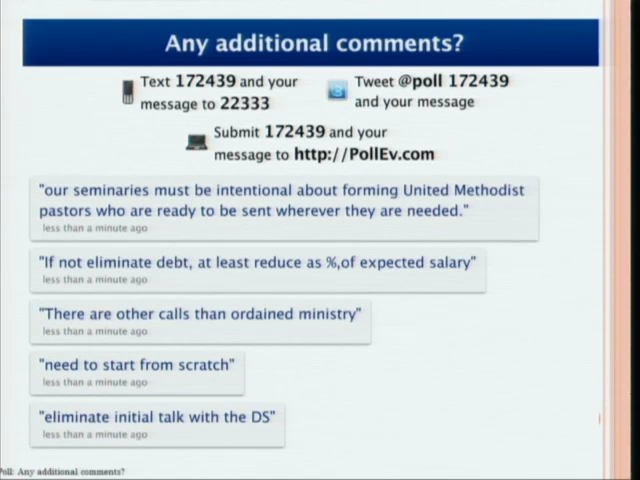 Any additional comments?
Text 172439 and your
message to 22333
Tweet @poll 172439
and your message
Submit 172439 and your
message to http://PollEv.com
"our seminaries must be intentional about forming United Methodist
pastors who are ready to be sent wherever they are needed."
less than a minute ago
"If not eliminate debt, at least reduce as %,of expected salary"
less than a minute ago
"There are other calls than ordained ministry"
less than a minute ago
"need to start from scratch"
less than a minute ago
"eliminate initial talk with the DS"
less than a minute ago
Poll: Any additional comments?